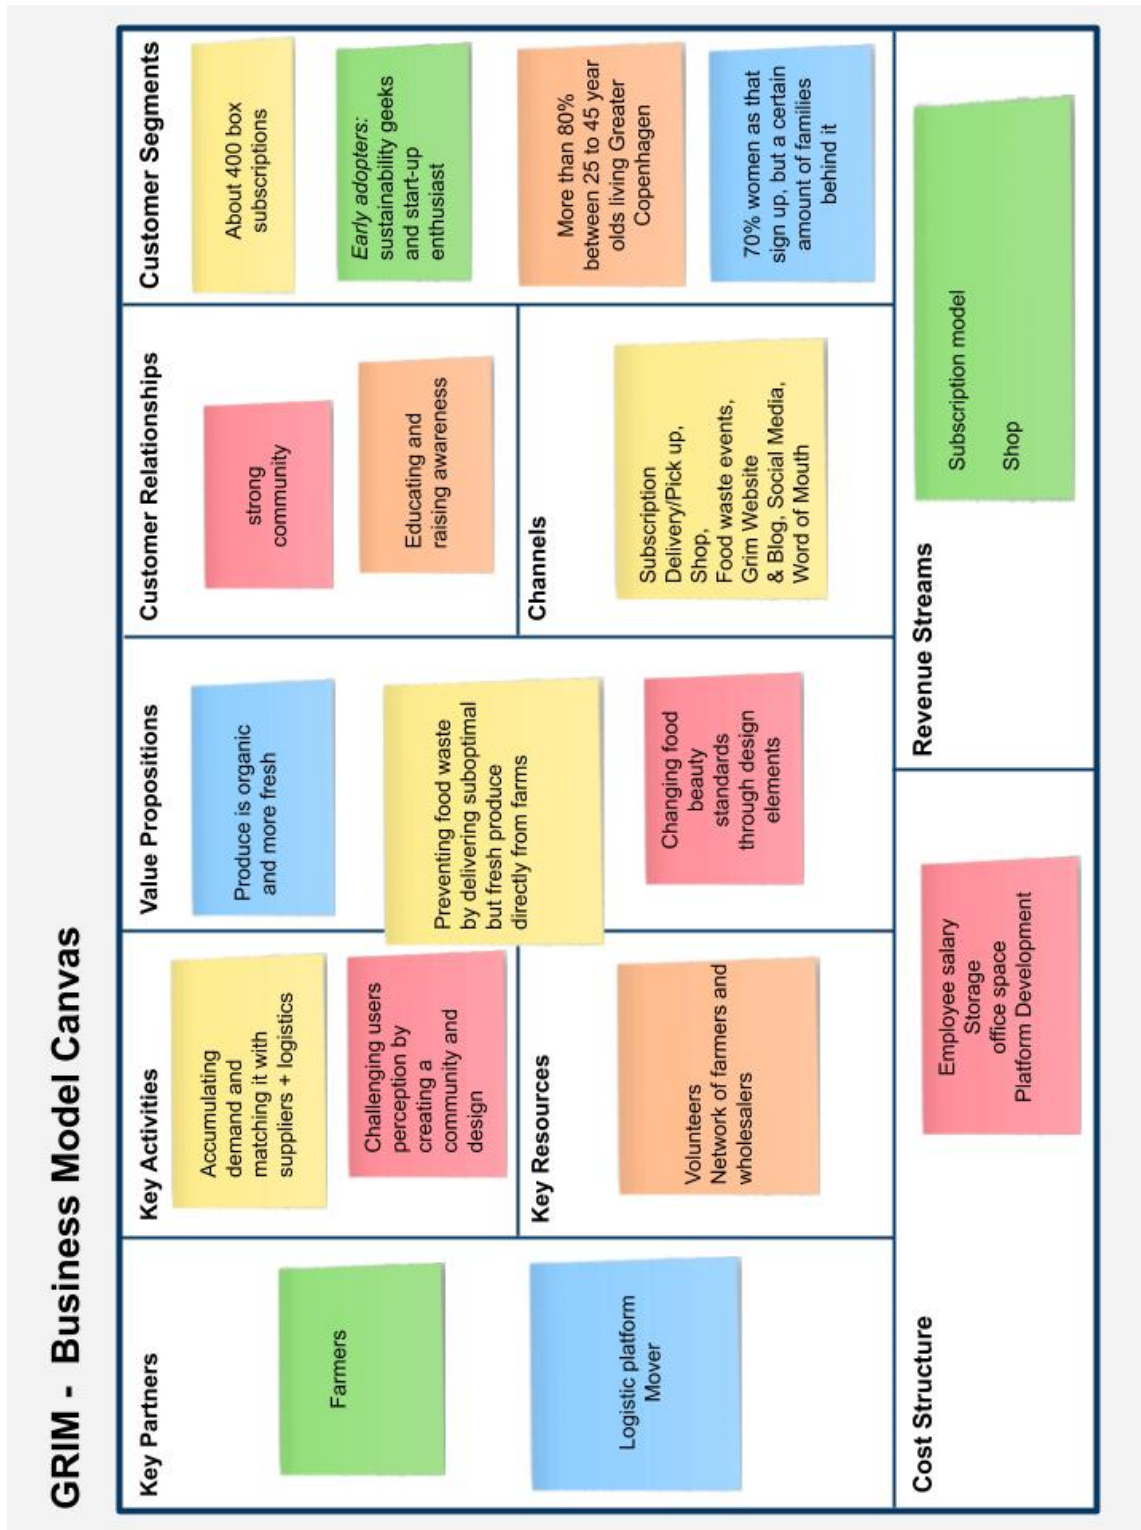 GRIM - Business Model Canvas
Key Partners
Farmers
Logistic platform
Mover
Key Activities
Accumulating
demand and
matching it with
suppliers + logistics
Challenging users
perception by
creating a
community and
design
Key Resources
Volunteers
Network of farmers and
wholesalers
Value Propositions
Produce is organic
and more fresh
Preventing food waste
by delivering suboptimal
but fresh produce
directly from farms
Changing food
beauty
standards
through design
elements
Customer Relationships
strong
community
Educating and
raising awareness
Channels
Subscription
Delivery/Pick up,
Shop,
Food waste events,
Grim Website
& Blog, Social Media,
Word of Mouth
Customer Segments
About 400 box
subscriptions
Early adopters:
sustainability geeks
and start-up
enthusiast
More than 80%
between 25 to 45 year
olds living Greater
Copenhagen
70% women as that
sign up, but a certain
amount of families
behind it
Cost Structure
Employee salary
Storage
office space
Platform Development
Revenue Streams
Subscription model
Shop